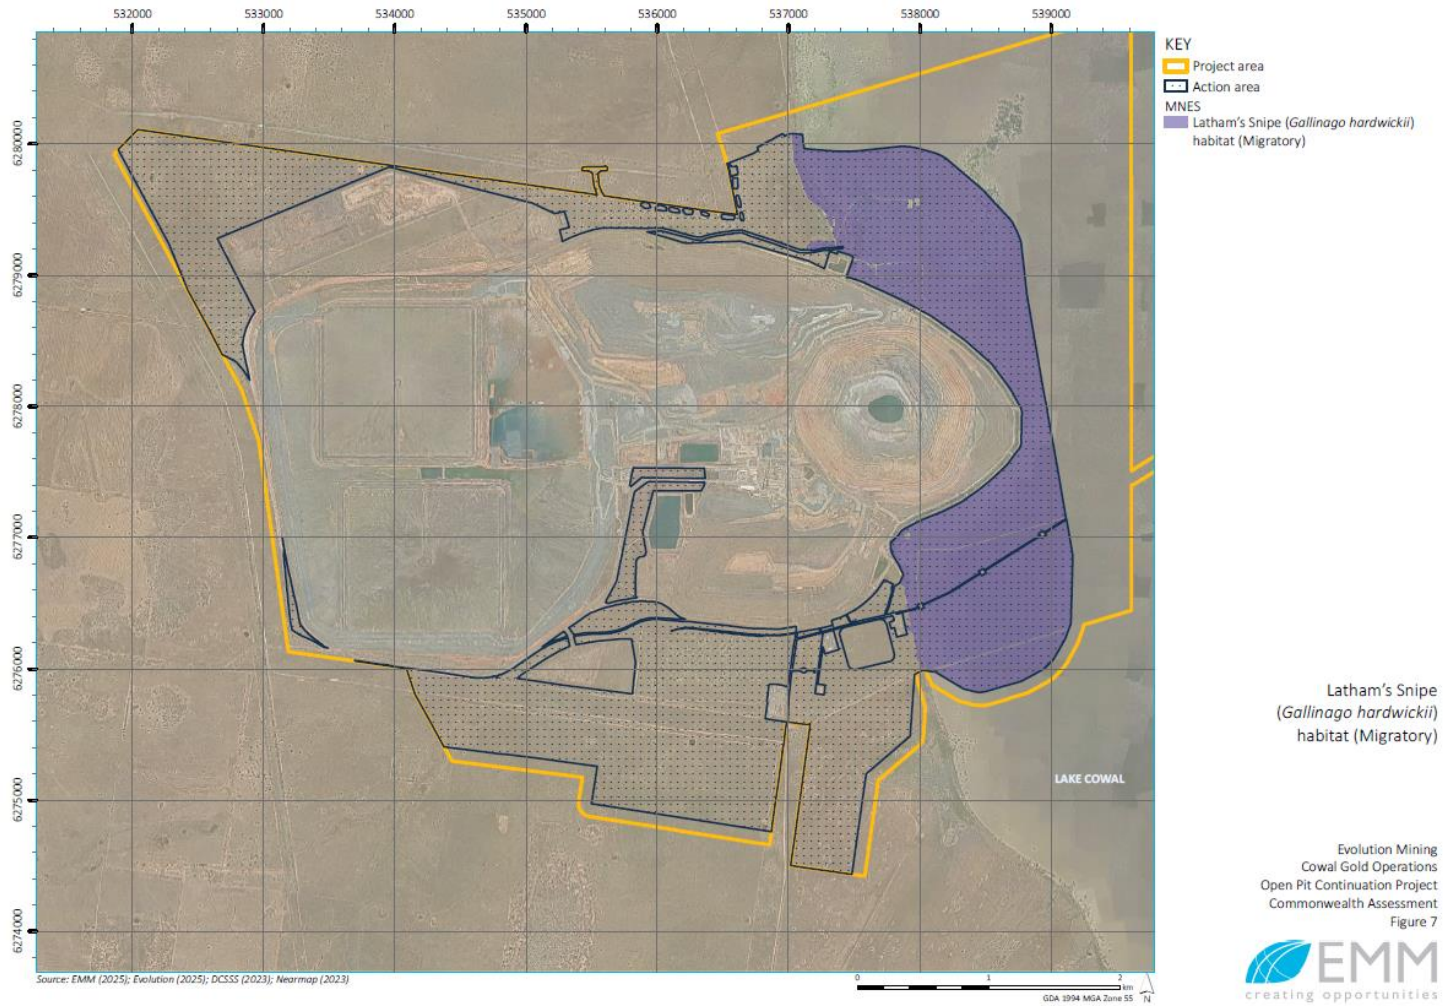 532000 533000 534000 535000 536000 537000 538000 539000
6280000
6279000
6278000
6277000
6276000
6275000
6274000
KEY
Project area
Action area
MNES
Latham's Snipe (Gallinago hardwickii)
habitat (Migratory)
LAKE COWAL
Latham's Snipe
(Gallinago hardwickii)
habitat (Migratory)
Evolution Mining
Cowal Gold Operations
Open Pit Continuation Project
Commonwealth Assessment
Figure 7
EMM
creating opportunities
Source: EMM (2025); Evolution (2025); DCSSS (2023); Nearmap (2023)
0 1 2
km
GDA 1994 MGA Zone 55 N